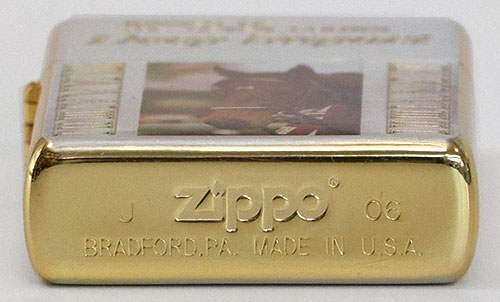 J Zippo® 06
BRADFORD, PA. MADE IN U.S.A.